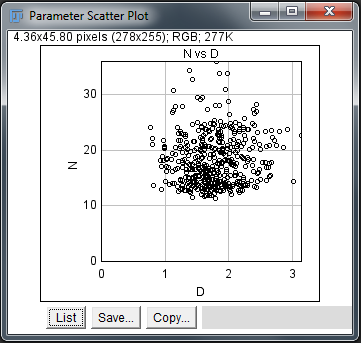 Parameter Scatter Plot
4.36x45.80 pixels (278x255); RGB; 277K
N vs D
30
20
N
10
0
0 1 2 3
D
List Save... Copy...